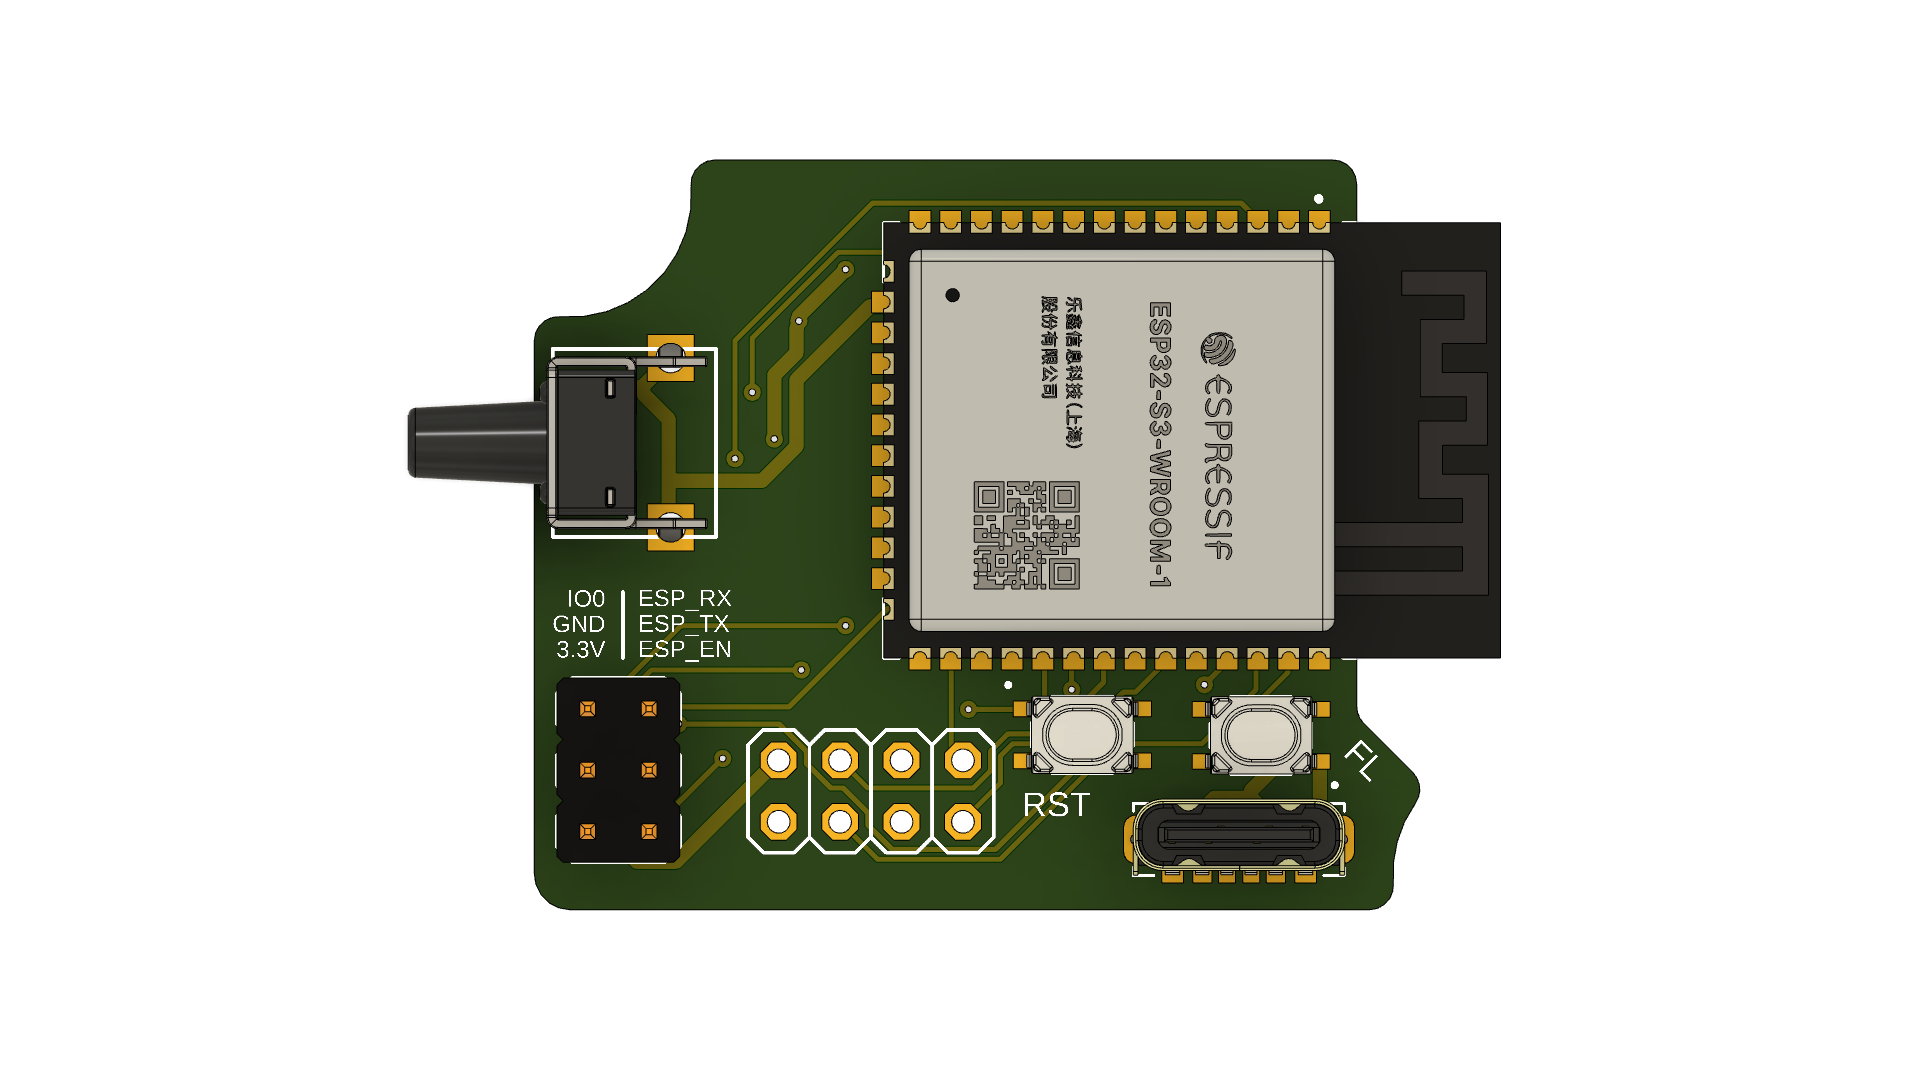 乐鑫信息科技(上海)
股份有限公司
ESP32-S3-WROOM-1
ESPRESSIF
IO0 | ESP_RX
GND | ESP_TX
3.3V | ESP_EN
FL
RST